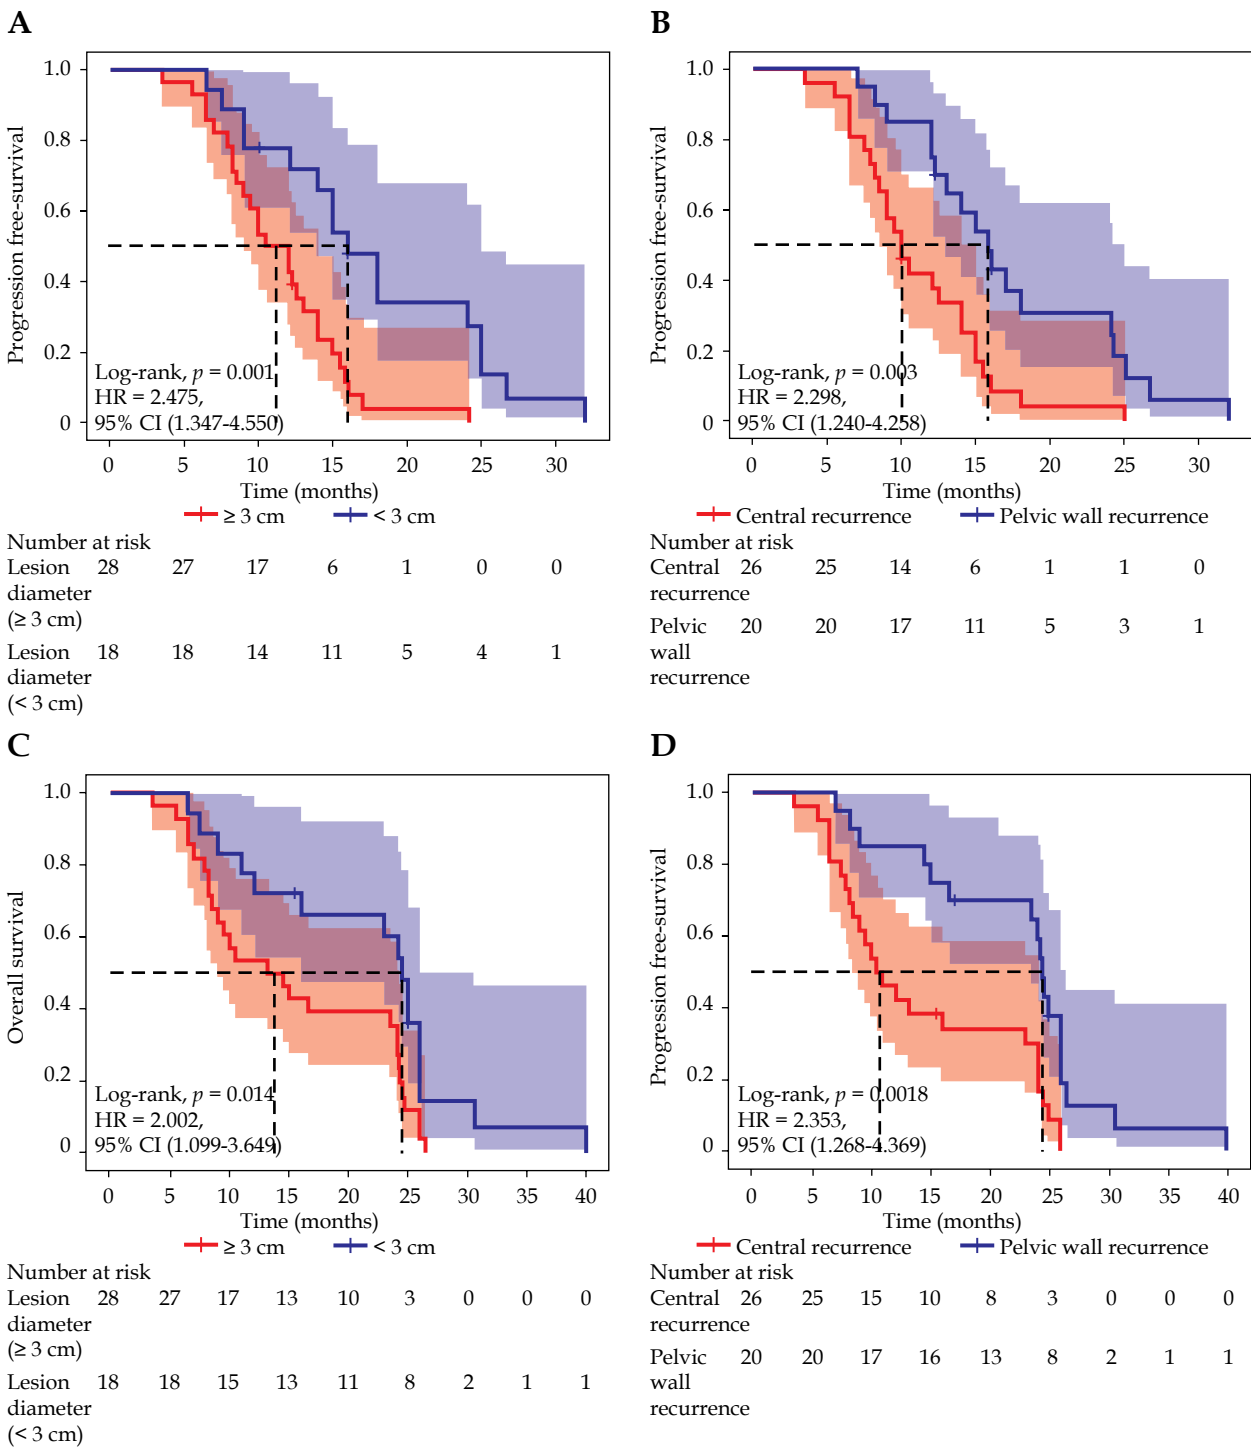 A
Progression free-survival
1.0
0.8
0.6
0.4
0.2
0
Log-rank, p = 0.001
HR = 2.475,
95% CI (1.347-4.550)
0 5 10 15 20 25 30
Time (months)
≥ 3 cm < 3 cm
Number at risk
Lesion 28 27 17 6 1 0 0
diameter
(≥ 3 cm)
Lesion 18 18 14 11 5 4 1
diameter
(< 3 cm)
B
Progression free-survival
1.0
0.8
0.6
0.4
0.2
0
Log-rank, p = 0.003
HR = 2.298,
95% CI (1.240-4.258)
0 5 10 15 20 25 30
Time (months)
Central recurrence Pelvic wall recurrence
Number at risk
Central 26 25 14 6 1 1 0
recurrence
Pelvic 20 20 17 11 5 3 1
wall
recurrence
C
Overall survival
1.0
0.8
0.6
0.4
0.2
0
Log-rank, p = 0.014
HR = 2.002,
95% CI (1.099-3.649)
0 5 10 15 20 25 30 35 40
Time (months)
≥ 3 cm < 3 cm
Number at risk
Lesion 28 27 17 13 10 3 0 0 0
diameter
(≥ 3 cm)
Lesion 18 18 15 13 11 8 2 1 1
diameter
(< 3 cm)
D
Progression free-survival
1.0
0.8
0.6
0.4
0.2
0
Log-rank, p = 0.0018
HR = 2.353,
95% CI (1.268-4.369)
0 5 10 15 20 25 30 35 40
Time (months)
Central recurrence Pelvic wall recurrence
Number at risk
Central 26 25 15 10 8 3 0 0 0
recurrence
Pelvic 20 20 17 16 13 8 2 1 1
wall
recurrence